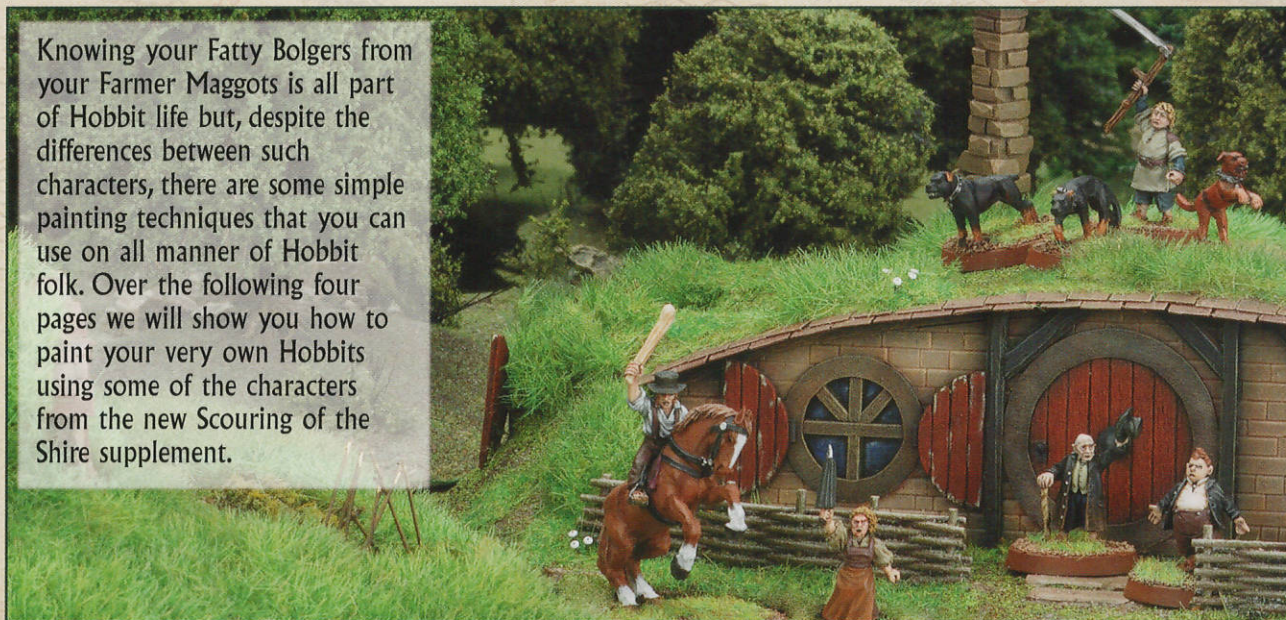 Knowing your Fatty Bolgers from
your Farmer Maggots is all part
of Hobbit life but, despite the
differences between such
characters, there are some simple
painting techniques that you can
use on all manner of Hobbit
folk. Over the following four
pages we will show you how to
paint your very own Hobbits
using some of the characters
from the new Scouring of the
Shire supplement.